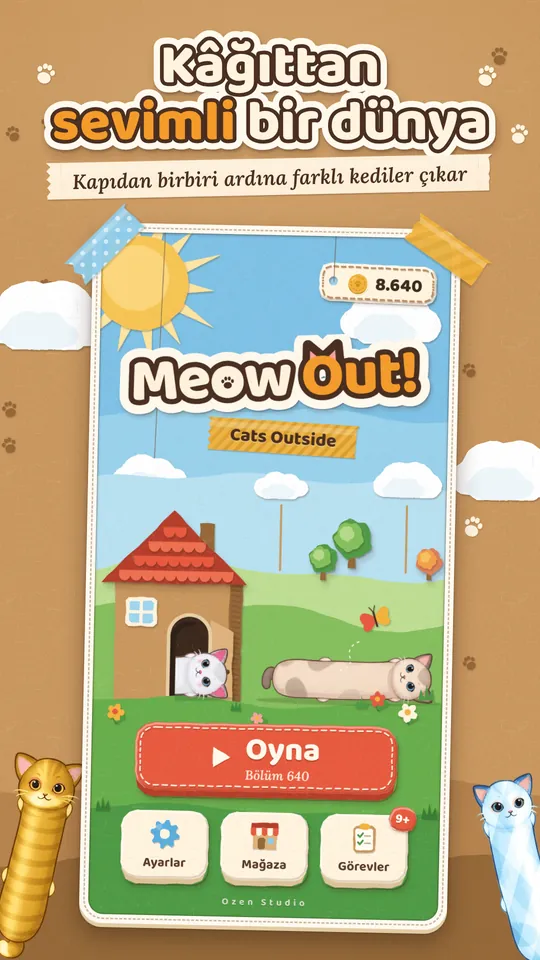 Kâğıttan
sevimli bir dünya
Kapıdan birbiri ardına farklı kediler çıkar
8.640
Meow Out!
Cats Outside
Oyna
Bölüm 640
9+
Ayarlar
Mağaza
Görevler
Ozen Studio